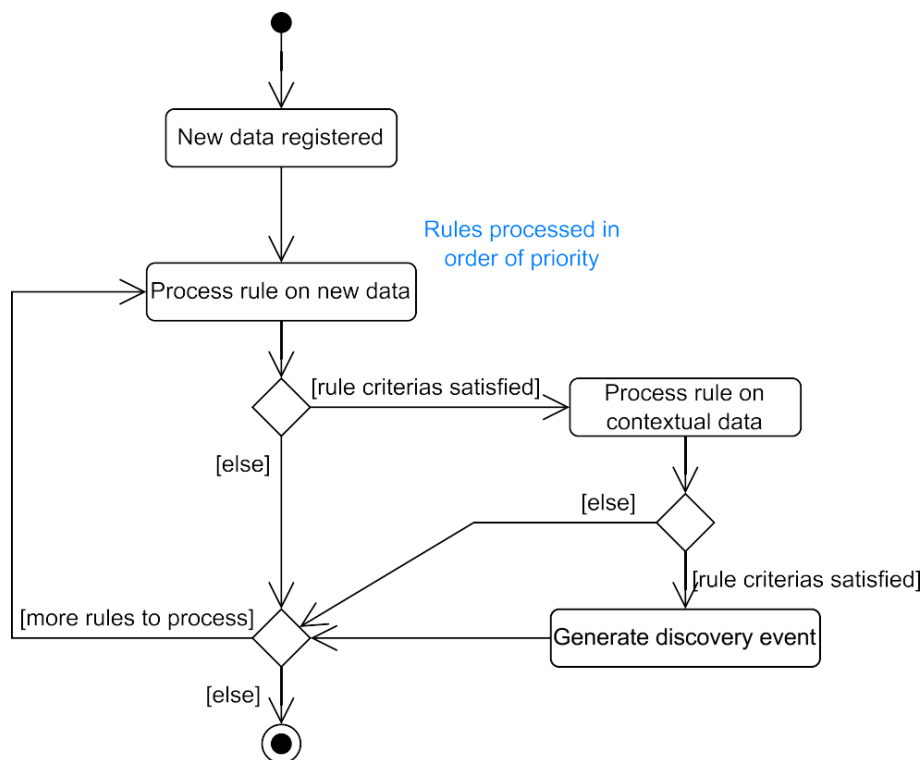 New data registered
Rules processed in
order of priority
Process rule on new data
[rule criterias satisfied]
Process rule on
contextual data
[else]
[else]
[rule criterias satisfied]
[more rules to process]
Generate discovery event
[else]